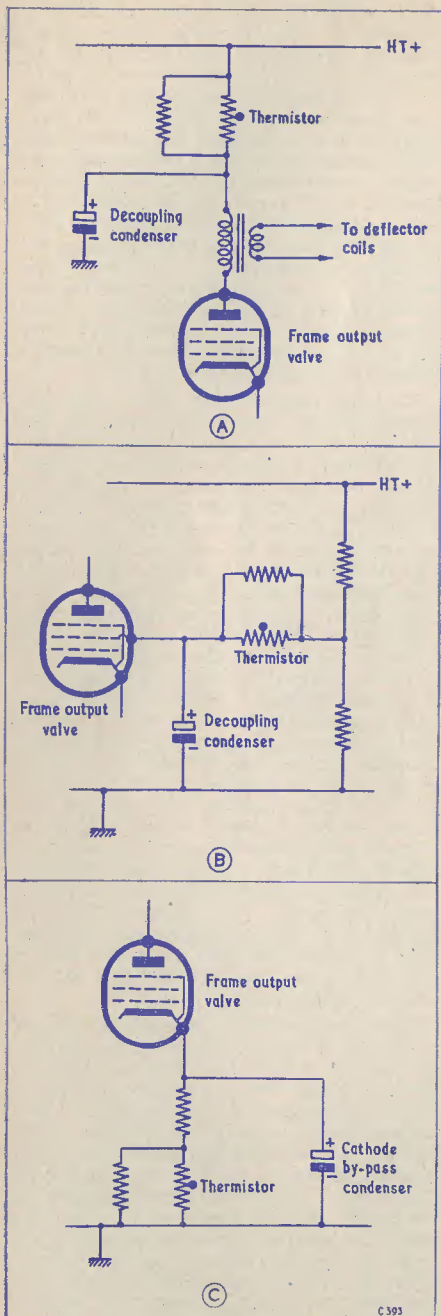 HT+
Thermistor
+
Decoupling
condenser
−
To deflector
coils
Frame output
valve
A
HT+
Thermistor
Frame output
valve
+
Decoupling
condenser
−
B
Frame output
valve
+
Cathode
by-pass
condenser
−
Thermistor
C
C393